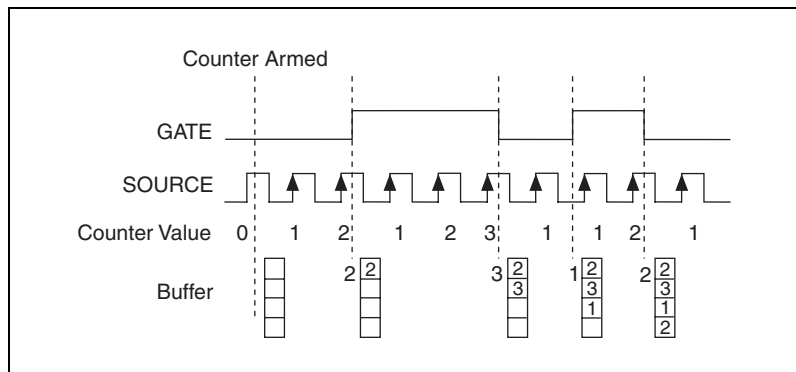 Counter Armed
GATE
SOURCE
Counter Value 0 1 2 1 2 3 1 1 2 1
Buffer
2 2
3 2 3
1 2 3 1
2 2 3 1 2